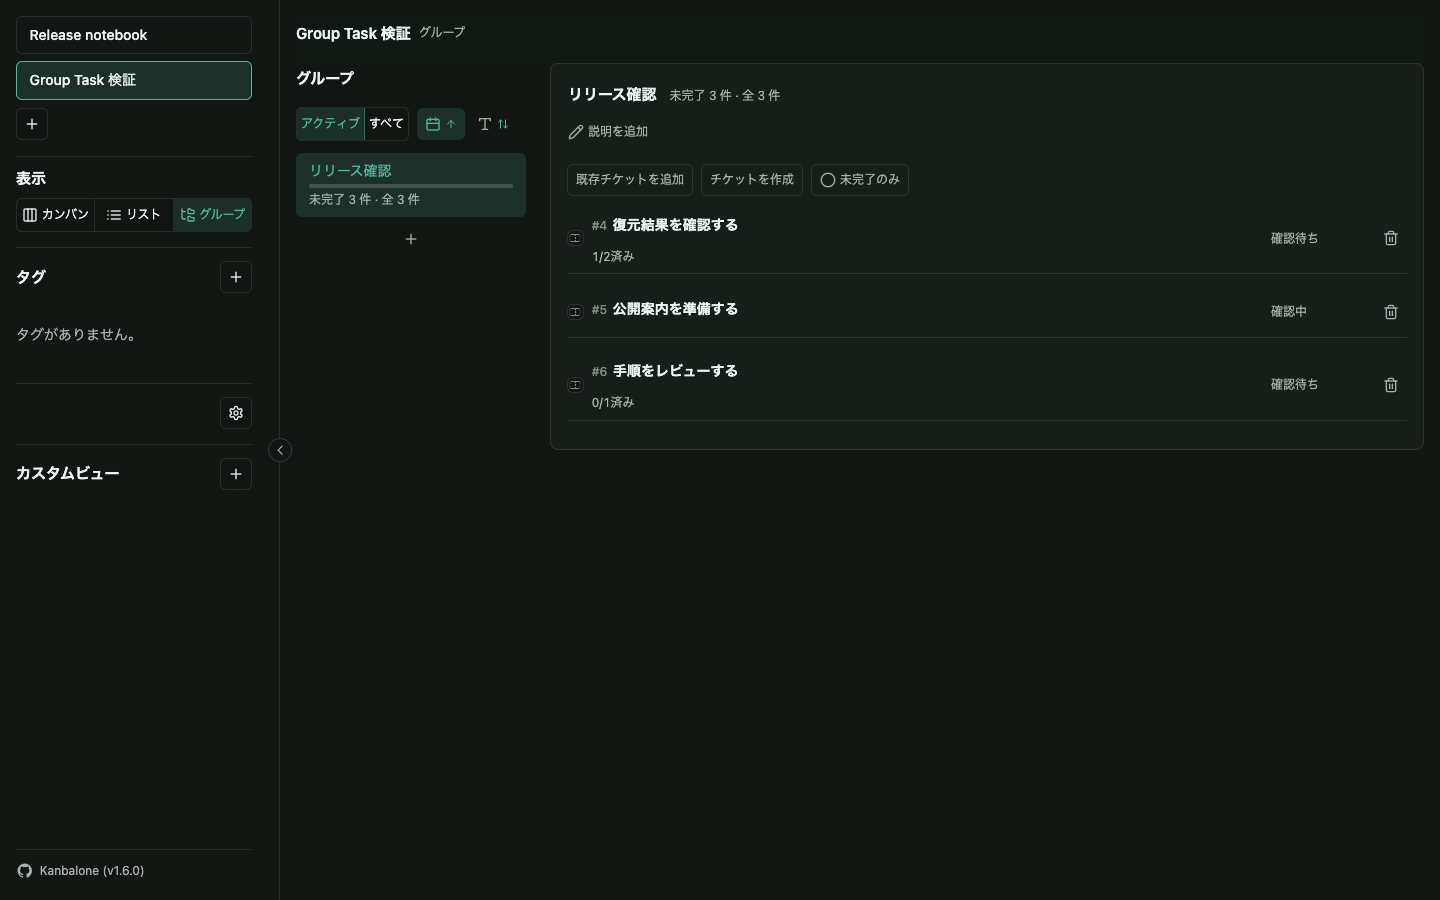 Release notebook
Group Task 検証
表示
カンバン
リスト
グループ
タグ
タグがありません。
カスタムビュー
Kanbalone (v1.6.0)
Group Task 検証 グループ
グループ
アクティブ
すべて
リリース確認
未完了 3 件 · 全 3 件
リリース確認 未完了 3 件 · 全 3 件
説明を追加
既存チケットを追加
チケットを作成
未完了のみ
#4 復元結果を確認する
1/2済み
確認待ち
#5 公開案内を準備する
確認中
#6 手順をレビューする
0/1済み
確認待ち